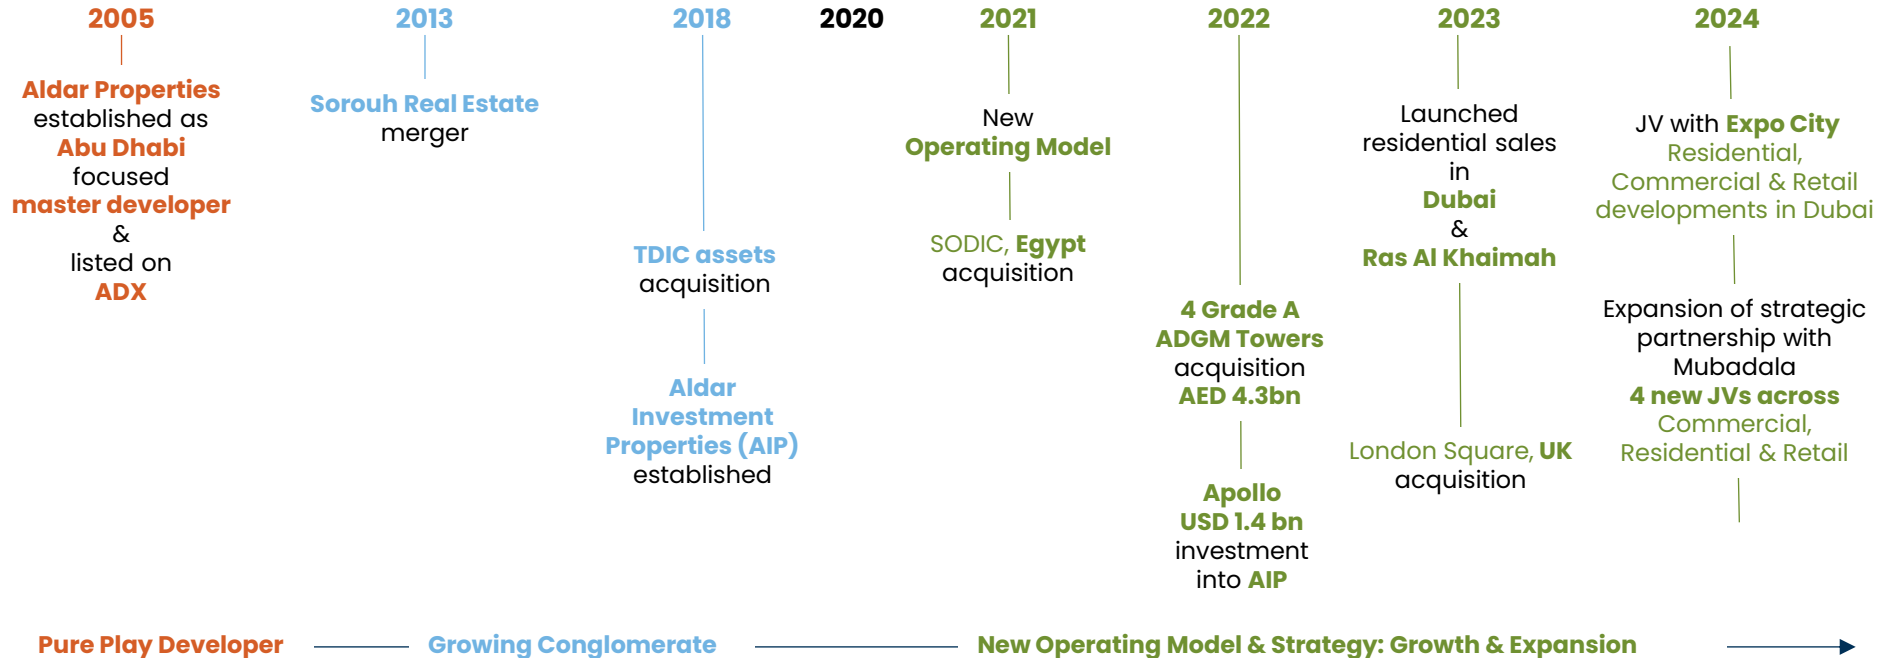 2005
Aldar Properties
established as
Abu Dhabi
focused
master developer
&
listed on
ADX
2013
Sorouh Real Estate
merger
2018
TDIC assets
acquisition
Aldar
Investment
Properties (AIP)
established
2020
2021
New
Operating Model
SODIC, Egypt
acquisition
2022
4 Grade A
ADGM Towers
acquisition
AED 4.3bn
Apollo
USD 1.4 bn
investment
into AIP
2023
Launched
residential sales
in
Dubai
&
Ras Al Khaimah
London Square, UK
acquisition
2024
JV with Expo City
Residential,
Commercial & Retail
developments in Dubai
Expansion of strategic
partnership with
Mubadala
4 new JVs across
Commercial,
Residential & Retail
Pure Play Developer
Growing Conglomerate
New Operating Model & Strategy: Growth & Expansion